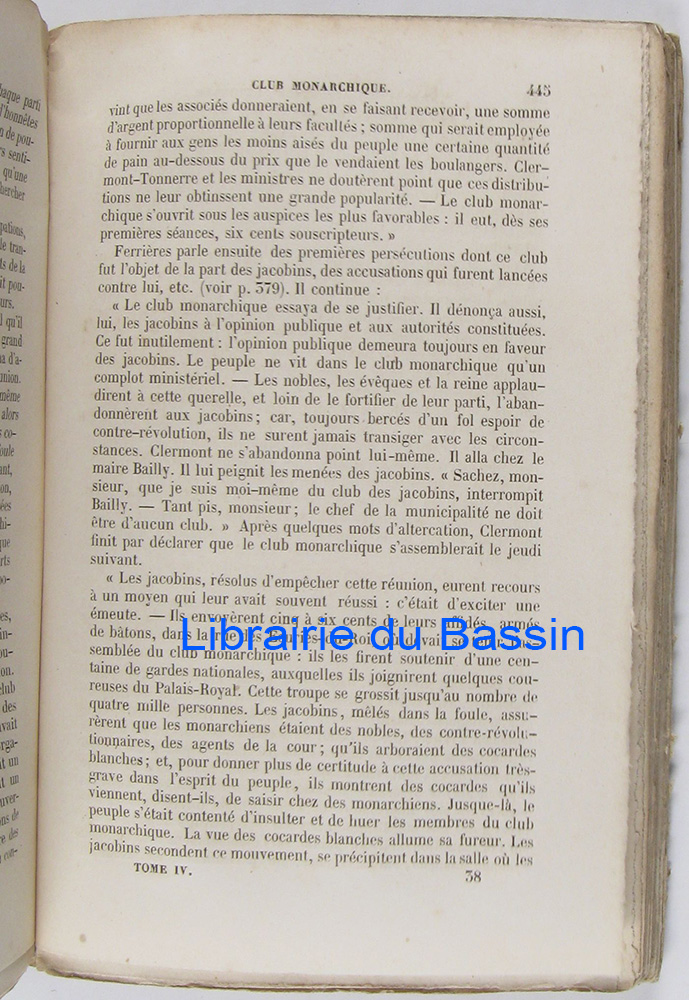 CLUB MONARCHIQUE. 445
vint que les associés donneraient, en se faisant recevoir, une somme
d'argent proportionnelle à leurs facultés ; somme qui serait employée
à fournir aux gens les moins aisés du peuple une certaine quantité
de pain au-dessous du prix que le vendaient les boulangers. Cler-
mont-Tonnerre et les ministres ne doutèrent point que ces distribu-
tions ne leur obtinssent une grande popularité. — Le club monar-
chique s'ouvrit sous les auspices les plus favorables : il eut, dès ses
premières séances, six cents souscripteurs. »
Ferrières parle ensuite des premières persécutions dont ce club
fut l'objet de la part des jacobins, des accusations qui furent lancées
contre lui, etc. (voir p. 379). Il continue :
« Le club monarchique essaya de se justifier. Il dénonça aussi,
lui, les jacobins à l'opinion publique et aux autorités constituées.
Ce fut inutilement : l'opinion publique demeura toujours en faveur
des jacobins. Le peuple ne vit dans le club monarchique qu'un
complot ministériel. — Les nobles, les évêques et la reine applau-
dirent à cette querelle, et loin de le fortifier de leur parti, l'aban-
donnèrent aux jacobins ; car, toujours bercés d'un fol espoir de
contre-révolution, ils ne surent jamais transiger avec les circon-
stances. Clermont ne s'abandonna point lui-même. Il alla chez le
maire Bailly. Il lui peignit les menées des jacobins. « Sachez, mon-
sieur, que je suis moi-même du club des jacobins, interrompit
Bailly. — Tant pis, monsieur ; le chef de la municipalité ne doit
être d'aucun club. » Après quelques mots d'altercation, Clermont
finit par déclarer que le club monarchique s'assemblerait le jeudi
suivant.
« Les jacobins, résolus d'empêcher cette réunion, eurent recours
à un moyen qui leur avait souvent réussi : c'était d'exciter une
émeute. — Ils envoyèrent cinq à six cents de leurs affidés, armés
de bâtons, dans la rue des Écuries-du-Roi, où devait se tenir l'as-
semblée du club monarchique : ils les firent soutenir d'une cen-
taine de gardes nationales, auxquelles ils joignirent quelques cou-
reuses du Palais-Royal. Cette troupe se grossit jusqu'au nombre de
quatre mille personnes. Les jacobins, mêlés dans la foule, assu-
rèrent que les monarchiens étaient des nobles, des contre-révolu-
tionnaires, des agents de la cour ; qu'ils arboraient des cocardes
blanches ; et, pour donner plus de certitude à cette accusation très-
grave dans l'esprit du peuple, ils montrent des cocardes qu'ils
viennent, disent-ils, de saisir chez des monarchiens. Jusque-là, le
peuple s'était contenté d'insulter et de huer les membres du club
monarchique. La vue des cocardes blanches allume sa fureur. Les
jacobins secondent ce mouvement, se précipitent dans la salle où les
TOME IV. 38
Librairie du Bassin